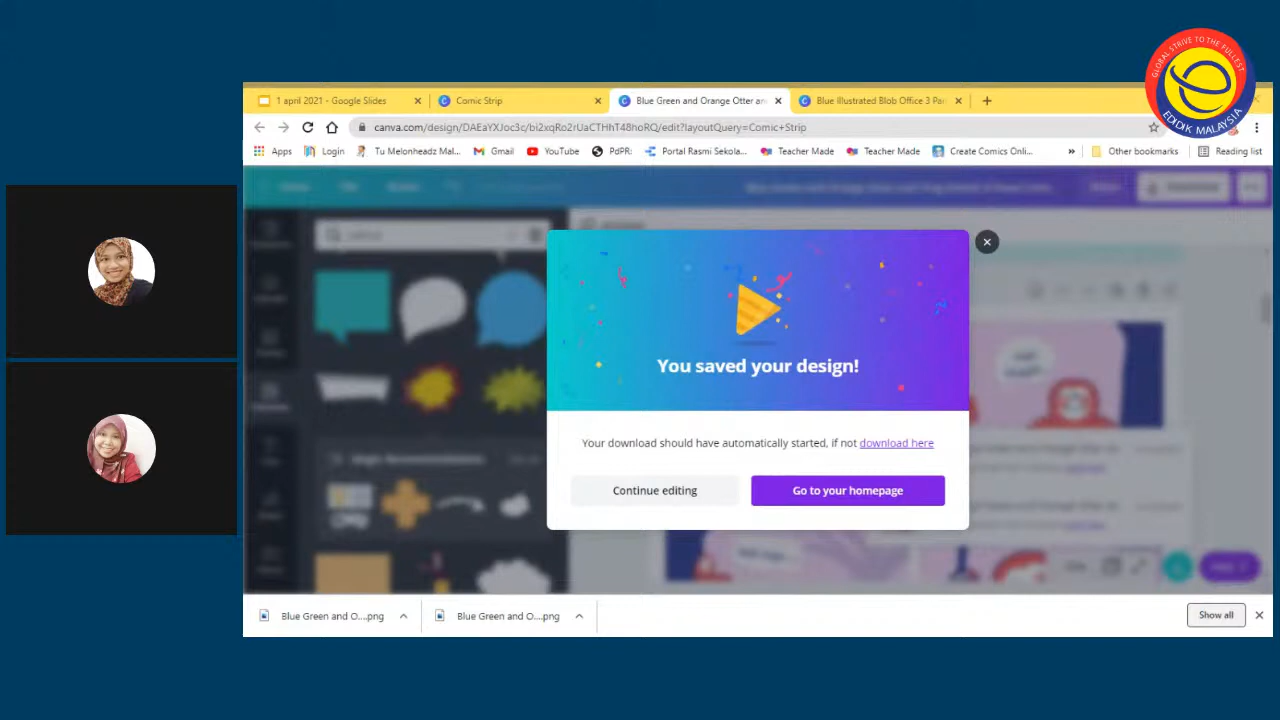 GLOBAL STRIVE TO THE FULLEST
EDIDIK MALAYSIA
1 april 2021 - Google Slides
Comic Strip
Blue Green and Orange Otter an
Blue Illustrated Blob Office 3 Pan
canva.com/design/DAEaYXJoc3c/bi2xqRo2rUaCTHhT48hoRQ/edit?layoutQuery=Comic+Strip
Apps
Login
Tu Melonheadz Mal...
Gmail
YouTube
PdPR:
Portal Rasmi Sekola...
Teacher Made
Teacher Made
Create Comics Onli...
»
Other bookmarks
Reading list
You saved your design!
Your download should have automatically started, if not download here
Continue editing
Go to your homepage
Blue Green and O....png
Blue Green and O....png
Show all